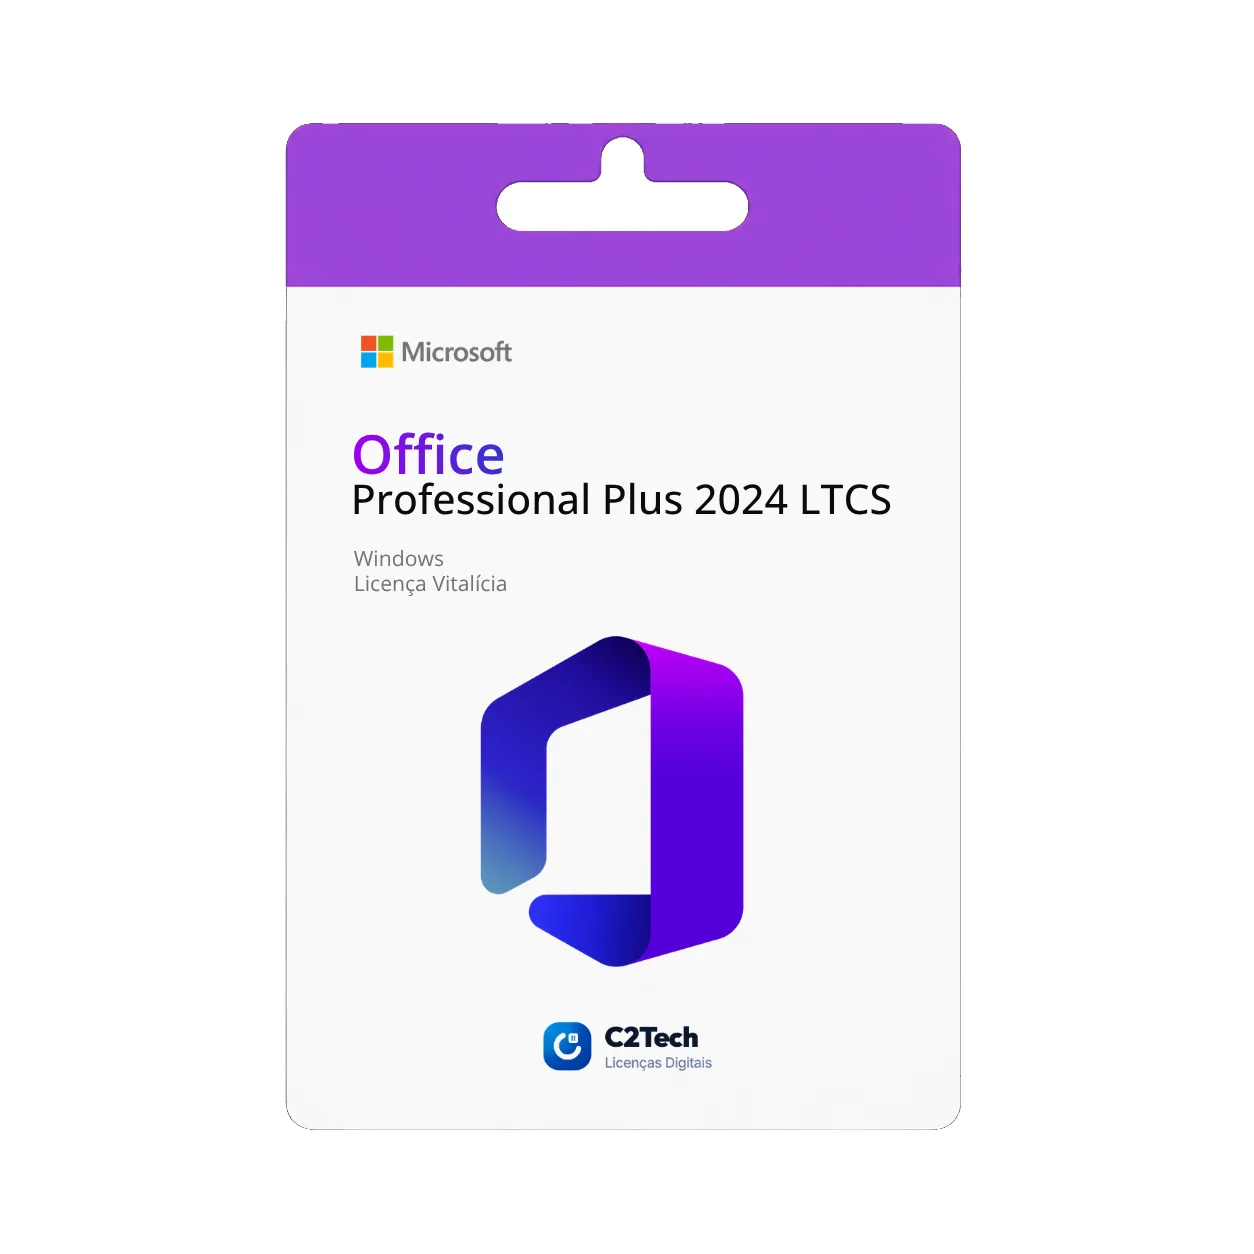 Microsoft
Office
Professional Plus 2024 LTCS
Windows
Licença Vitalícia
C2Tech
Licenças Digitais